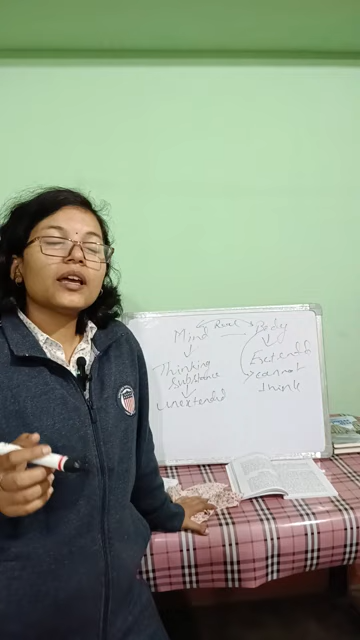 Mind Real Body
Thinking
Substance
unextended
Extended
cannot
think